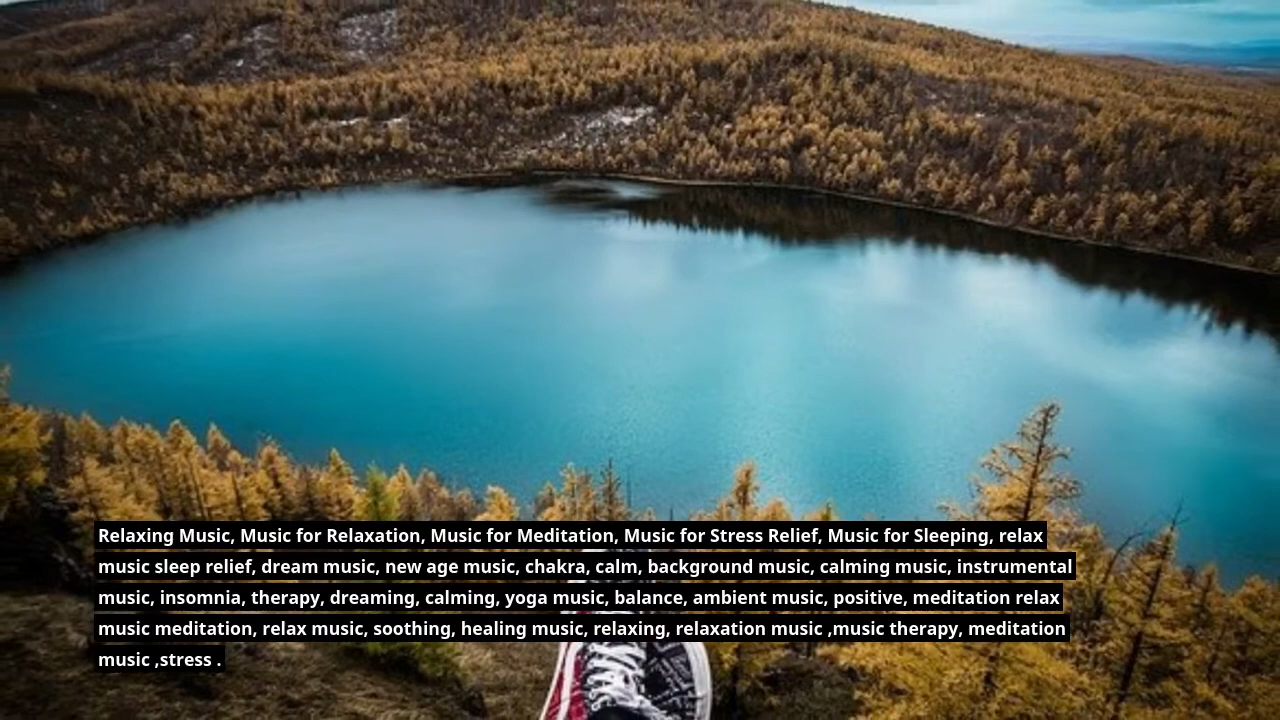 Relaxing Music, Music for Relaxation, Music for Meditation, Music for Stress Relief, Music for Sleeping, relax
music sleep relief, dream music, new age music, chakra, calm, background music, calming music, instrumental
music, insomnia, therapy, dreaming, calming, yoga music, balance, ambient music, positive, meditation relax
music meditation, relax music, soothing, healing music, relaxing, relaxation music ,music therapy, meditation
music ,stress .